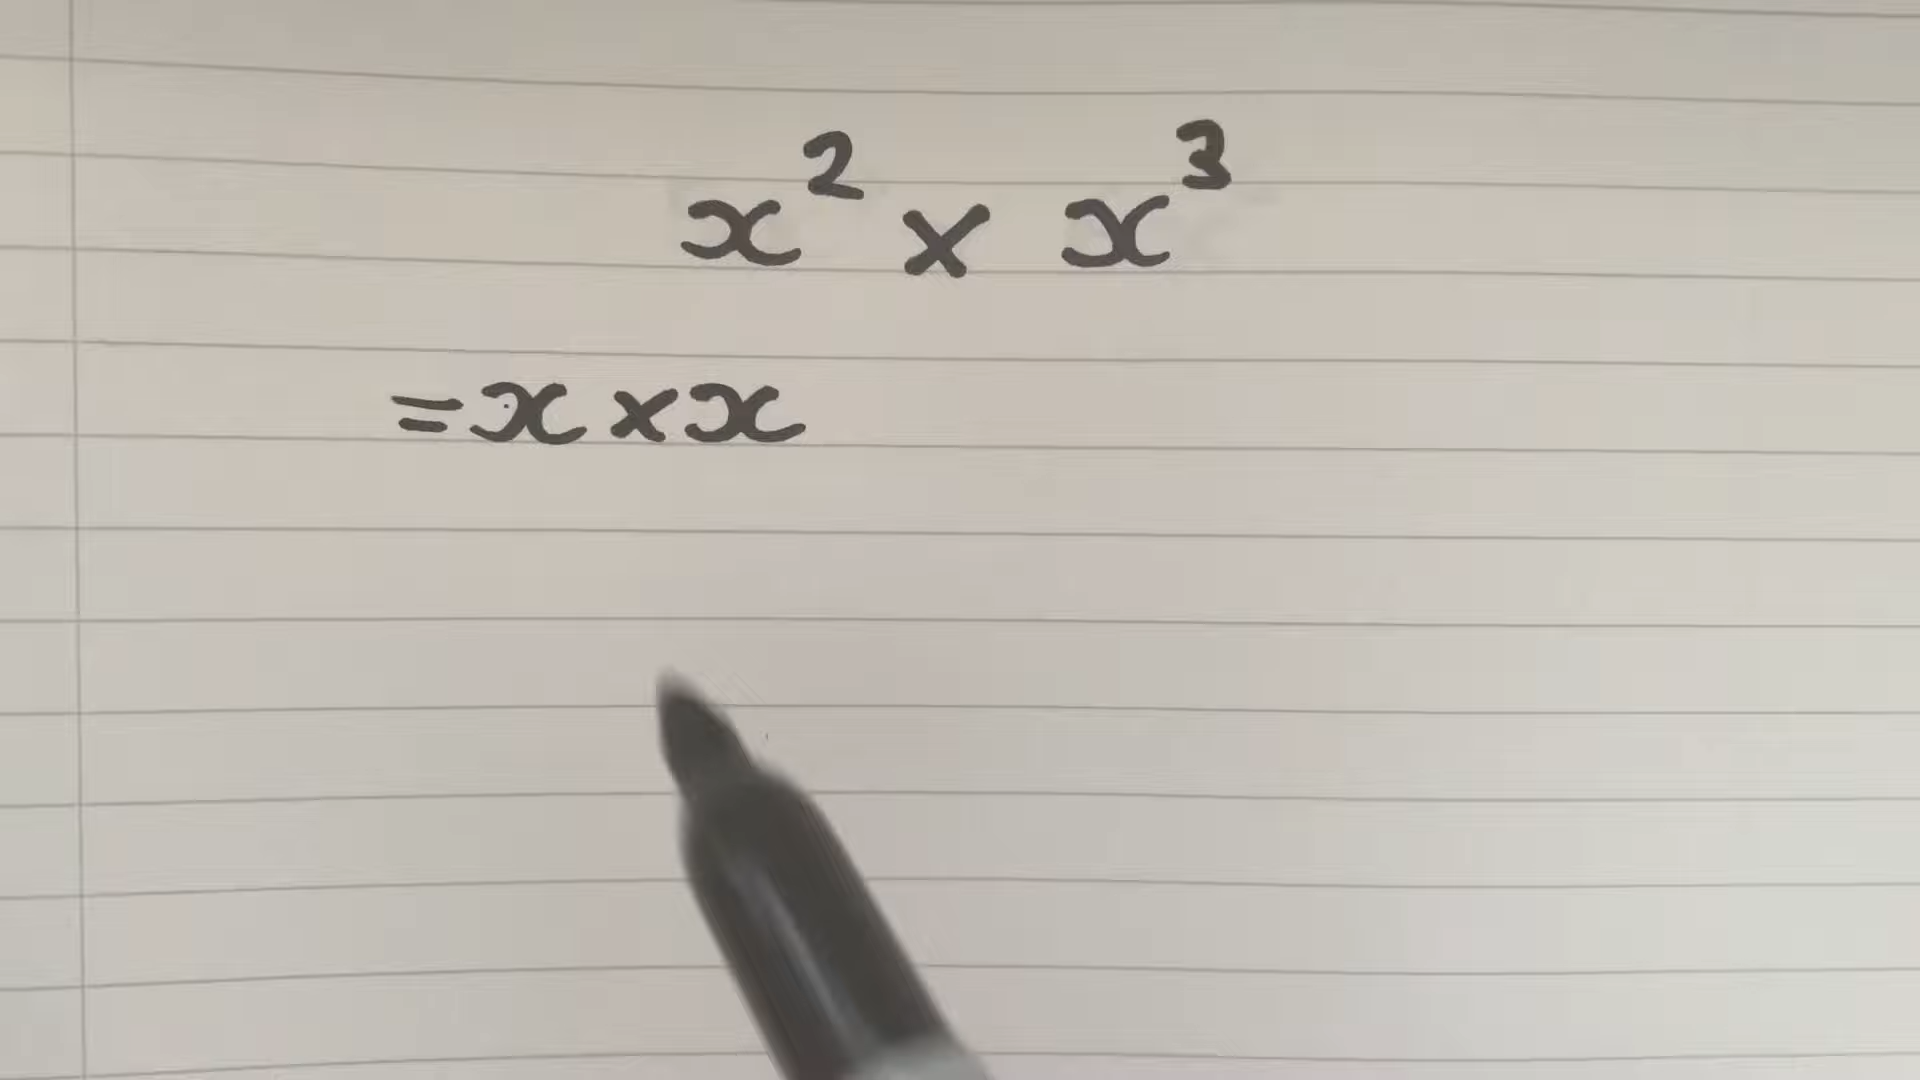 x² × x³
= x × x